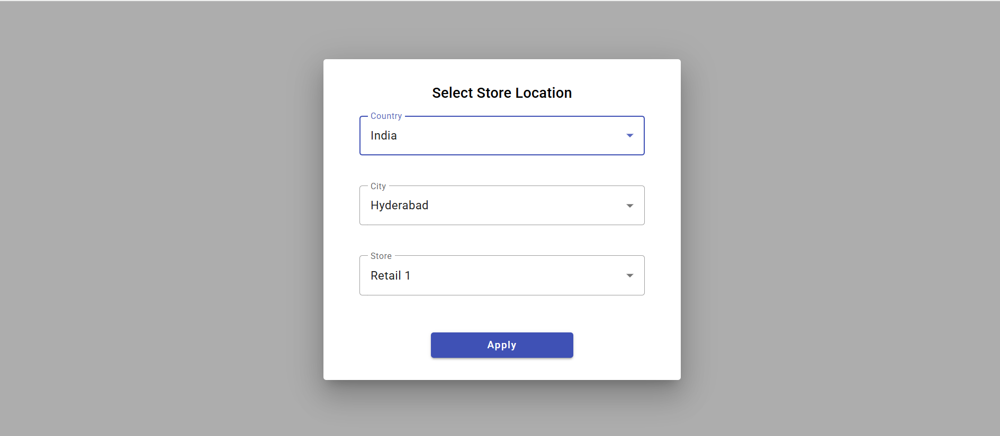 Select Store Location
Country
India
City
Hyderabad
Store
Retail 1
Apply